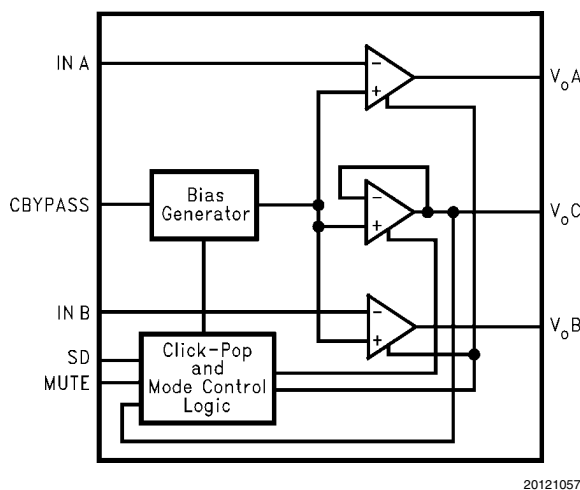 IN A
−
+
VoA
CBYPASS
Bias
Generator
−
+
VoC
IN B
−
+
VoB
SD
MUTE
Click-Pop
and
Mode Control
Logic
20121057